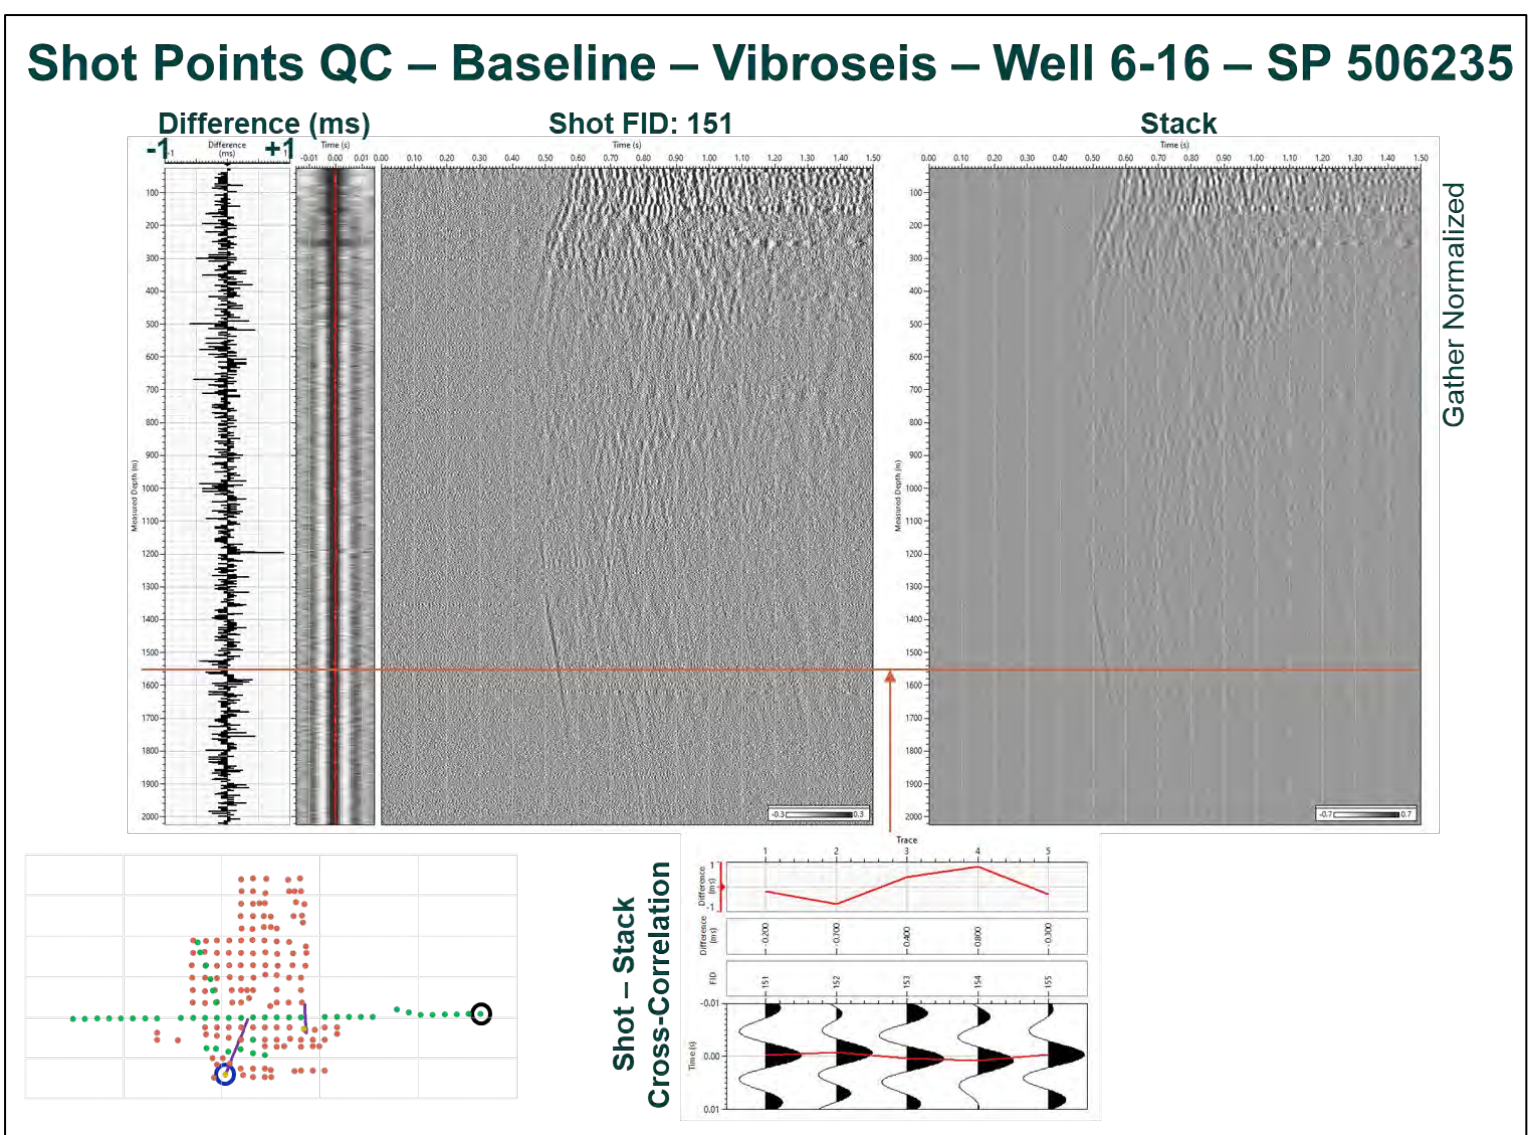 Shot Points QC – Baseline – Vibroseis – Well 6-16 – SP 506235
Difference (ms) Shot FID: 151 Stack
-1 +1
-1 Difference (ms) 1
Time (s)
-0.01 0.00 0.01
Time (s)
0.00 0.10 0.20 0.30 0.40 0.50 0.60 0.70 0.80 0.90 1.00 1.10 1.20 1.30 1.40 1.50
Time (s)
0.00 0.10 0.20 0.30 0.40 0.50 0.60 0.70 0.80 0.90 1.00 1.10 1.20 1.30 1.40 1.50
Measured Depth (m)
100
200
300
400
500
600
700
800
900
1000
1100
1200
1300
1400
1500
1600
1700
1800
1900
2000
-0.3 0.3
Measured Depth (m)
100
200
300
400
500
600
700
800
900
1000
1100
1200
1300
1400
1500
1600
1700
1800
1900
2000
-0.7 0.7
Gather Normalized
Shot – Stack
Cross-Correlation
Trace
1 2 3 4 5
Difference (ms)
1
-1
Difference (ms)
-0.200 -0.700 0.400 0.800 -0.300
FID
151 152 153 154 155
Time (s)
-0.01
0.00
0.01